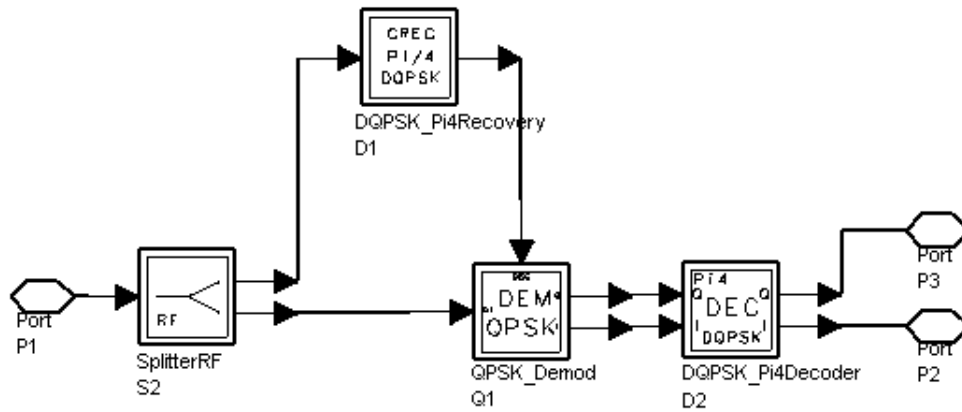 CREC
PI/4
DQPSK
DQPSK_Pi4Recovery
D1
Port
P1
RF
SplitterRF
S2
DEM
QPSK
QPSK_Demod
Q1
Pi4
Q DEC Q
I DQPSK I
DQPSK_Pi4Decoder
D2
Port
P3
Port
P2